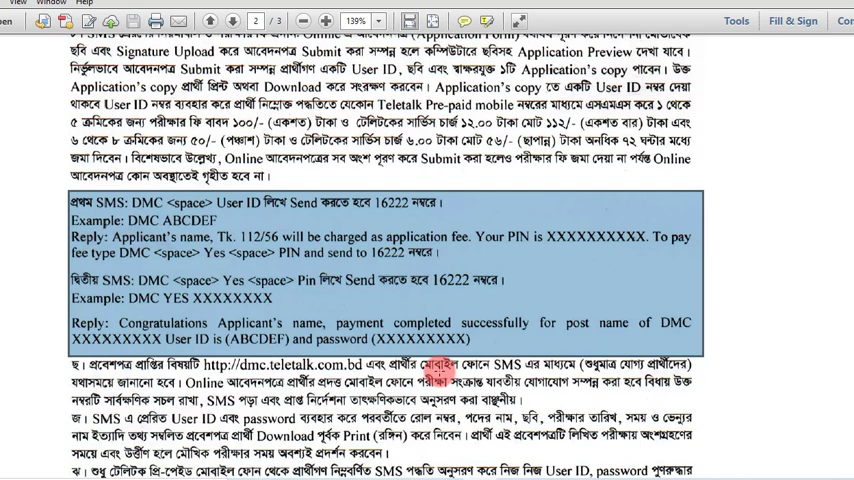 Window Help
pen
2 / 3
139%
Tools
Fill & Sign
Cor
ছবি এবং Signature Upload করে আবেদনপত্র Submit করা সম্পন্ন হলে কম্পিউটারে ছবিসহ Application Preview দেখা যাবে।
নির্ভুলভাবে আবেদনপত্র Submit করা সম্পন্ন প্রার্থীগণ একটি User ID, ছবি এবং স্বাক্ষরযুক্ত ১টি Application's copy পাবেন। উক্ত
Application's copy প্রার্থী প্রিন্ট অথবা Download করে সংরক্ষণ করবেন। Application's copy তে একটি User ID নম্বর দেয়া
থাকবে User ID নম্বর ব্যবহার করে প্রার্থী নিম্নোক্ত পদ্ধতিতে যেকোন Teletalk Pre-paid mobile নম্বরের মাধ্যমে এসএমএস করে ১ থেকে
৫ ক্রমিকের জন্য পরীক্ষার ফি বাবদ ১০০/- (একশত) টাকা ও টেলিটকের সার্ভিস চার্জ ১২.০০ টাকা মোট ১১২/- (একশত বার) টাকা এবং
৬ থেকে ৮ ক্রমিকের জন্য ৫০/- (পঞ্চাশ) টাকা ও টেলিটকের সার্ভিস চার্জ ৬.০০ টাকা মোট ৫৬/- (ছাপান্ন) টাকা অনধিক ৭২ ঘন্টার মধ্যে
জমা দিবেন। বিশেষভাবে উল্লেখ্য, Online আবেদনপত্রের সব অংশ পূরণ করে Submit করা হলেও পরীক্ষার ফি জমা দেয়া না পর্যন্ত Online
আবেদনপত্র কোন অবস্থাতেই গৃহীত হবে না।
প্রথম SMS: DMC <space> User ID লিখে Send করতে হবে 16222 নম্বরে।
Example: DMC ABCDEF
Reply: Applicant's name, Tk. 112/56 will be charged as application fee. Your PIN is XXXXXXXXXX. To pay
fee type DMC <space> Yes <space> PIN and send to 16222 নম্বরে।
দ্বিতীয় SMS: DMC <space> Yes <space> Pin লিখে Send করতে হবে 16222 নম্বরে।
Example: DMC YES XXXXXXXX
Reply: Congratulations Applicant's name, payment completed successfully for post name of DMC
XXXXXXXXX User ID is (ABCDEF) and password (XXXXXXXXX)
ছ। প্রবেশপত্র প্রাপ্তির বিষয়টি http://dmc.teletalk.com.bd এবং প্রার্থীর মোবাইল ফোনে SMS এর মাধ্যমে (শুধুমাত্র যোগ্য প্রার্থীদের)
যথাসময়ে জানানো হবে। Online আবেদনপত্রে প্রার্থীর প্রদত্ত মোবাইল ফোনে পরীক্ষা সংক্রান্ত যাবতীয় যোগাযোগ সম্পন্ন করা হবে বিধায় উক্ত
নম্বরটি সার্বক্ষণিক সচল রাখা, SMS পড়া এবং প্রাপ্ত নির্দেশনা তাৎক্ষণিকভাবে অনুসরণ করা বাঞ্ছনীয়।
জ। SMS এ প্রেরিত User ID এবং password ব্যবহার করে পরবর্তীতে রোল নম্বর, পদের নাম, ছবি, পরীক্ষার তারিখ, সময় ও ভেন্যুর
নাম ইত্যাদি তথ্য সম্বলিত প্রবেশপত্র প্রার্থী Download পূর্বক Print (রঙ্গিন) করে নিবেন। প্রার্থী এই প্রবেশপত্রটি লিখিত পরীক্ষায় অংশগ্রহণের
সময়ে এবং উর্ত্তীণ হলে মৌখিক পরীক্ষার সময় অবশ্যই প্রদর্শন করবেন।
ঝ। শুধু টেলিটক প্রি-পেইড মোবাইল ফোন থেকে প্রার্থীগণ নিম্নবর্ণিত SMS পদ্ধতি অনুসরণ করে নিজ নিজ User ID, password পুণরুদ্ধার